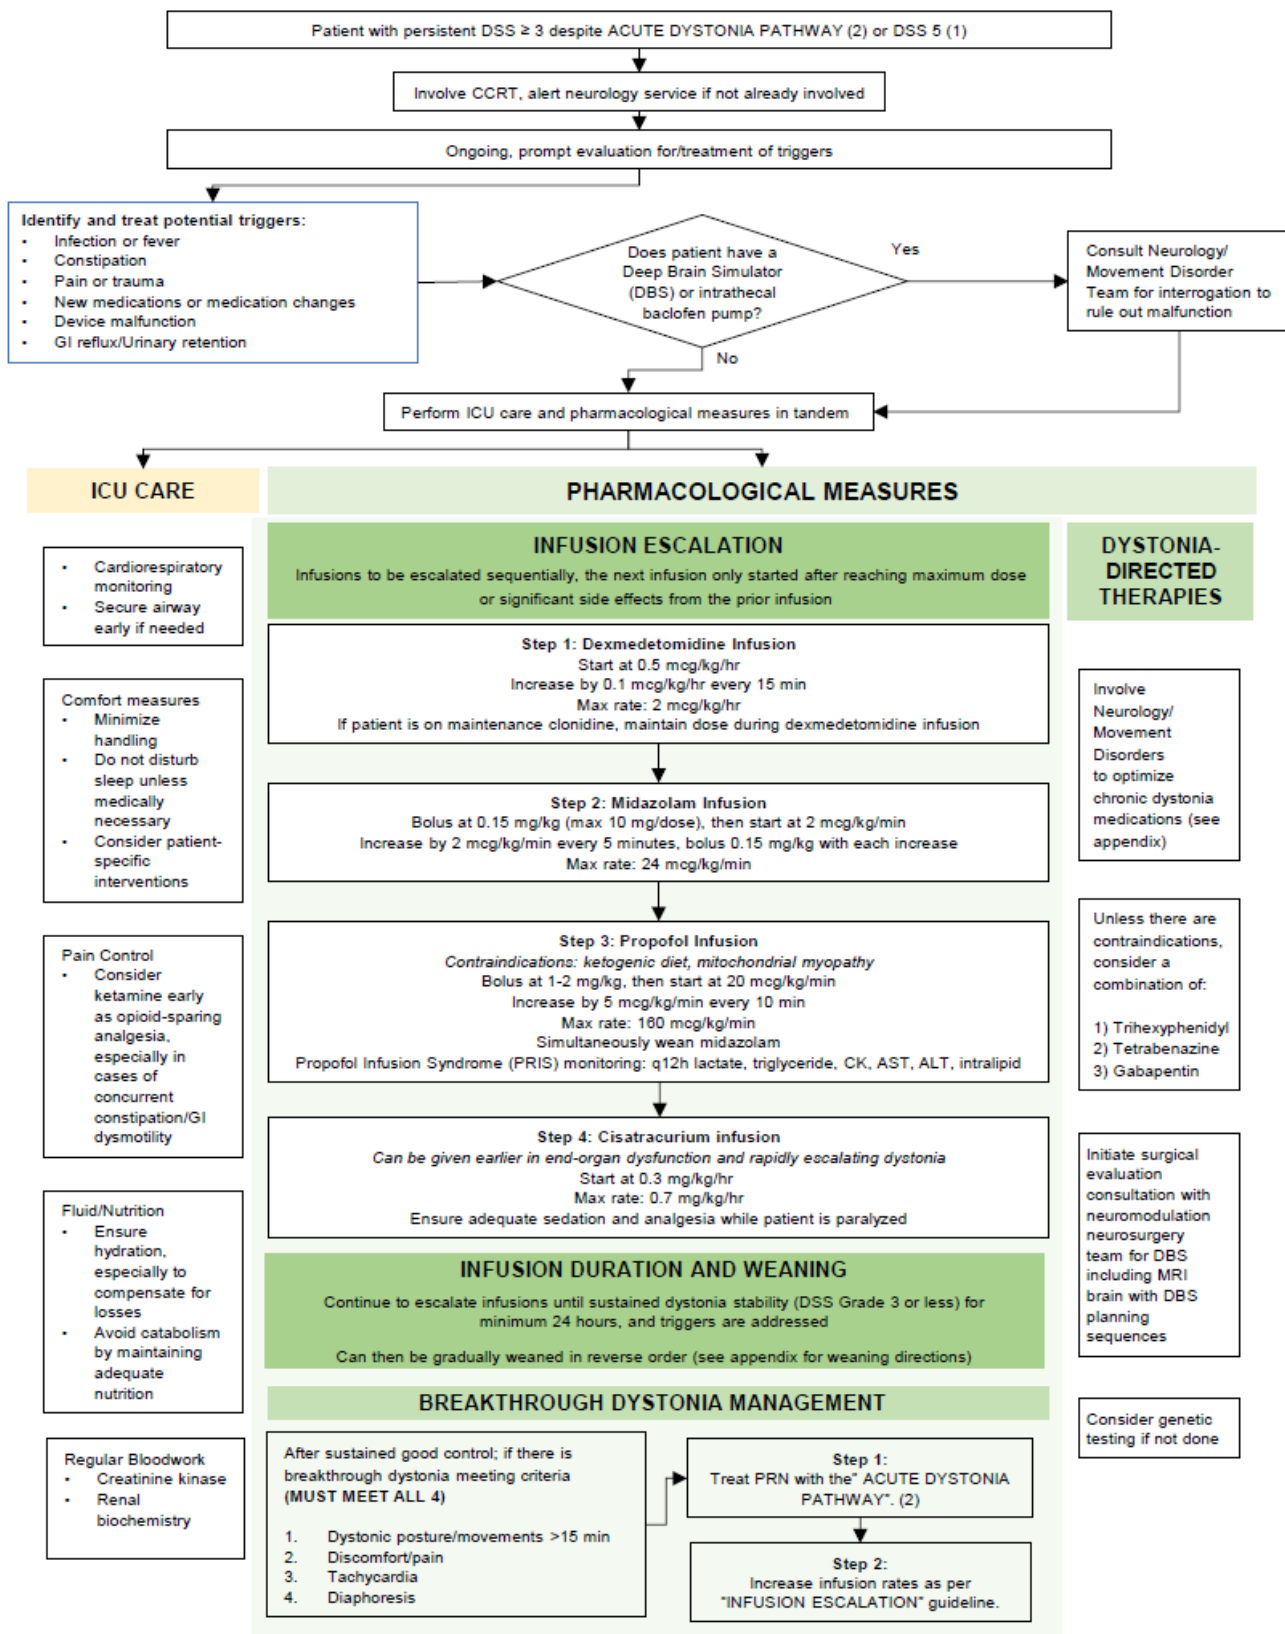 Patient with persistent DSS ≥ 3 despite ACUTE DYSTONIA PATHWAY (2) or DSS 5 (1)
Involve CCRT, alert neurology service if not already involved
Ongoing, prompt evaluation for/treatment of triggers
Identify and treat potential triggers:
• Infection or fever
• Constipation
• Pain or trauma
• New medications or medication changes
• Device malfunction
• GI reflux/Urinary retention
Does patient have a
Deep Brain Simulator
(DBS) or intrathecal
baclofen pump?
Yes
No
Consult Neurology/
Movement Disorder
Team for interrogation to
rule out malfunction
Perform ICU care and pharmacological measures in tandem
ICU CARE
• Cardiorespiratory
monitoring
• Secure airway
early if needed
Comfort measures
• Minimize
handling
• Do not disturb
sleep unless
medically
necessary
• Consider patient-
specific
interventions
Pain Control
• Consider
ketamine early
as opioid-sparing
analgesia,
especially in
cases of
concurrent
constipation/GI
dysmotility
Fluid/Nutrition
• Ensure
hydration,
especially to
compensate for
losses
• Avoid catabolism
by maintaining
adequate
nutrition
Regular Bloodwork
• Creatinine kinase
• Renal
biochemistry
PHARMACOLOGICAL MEASURES
INFUSION ESCALATION
Infusions to be escalated sequentially, the next infusion only started after reaching maximum dose
or significant side effects from the prior infusion
Step 1: Dexmedetomidine Infusion
Start at 0.5 mcg/kg/hr
Increase by 0.1 mcg/kg/hr every 15 min
Max rate: 2 mcg/kg/hr
If patient is on maintenance clonidine, maintain dose during dexmedetomidine infusion
Step 2: Midazolam Infusion
Bolus at 0.15 mg/kg (max 10 mg/dose), then start at 2 mcg/kg/min
Increase by 2 mcg/kg/min every 5 minutes, bolus 0.15 mg/kg with each increase
Max rate: 24 mcg/kg/min
Step 3: Propofol Infusion
Contraindications: ketogenic diet, mitochondrial myopathy
Bolus at 1-2 mg/kg, then start at 20 mcg/kg/min
Increase by 5 mcg/kg/min every 10 min
Max rate: 160 mcg/kg/min
Simultaneously wean midazolam
Propofol Infusion Syndrome (PRIS) monitoring: q12h lactate, triglyceride, CK, AST, ALT, intralipid
Step 4: Cisatracurium infusion
Can be given earlier in end-organ dysfunction and rapidly escalating dystonia
Start at 0.3 mg/kg/hr
Max rate: 0.7 mg/kg/hr
Ensure adequate sedation and analgesia while patient is paralyzed
INFUSION DURATION AND WEANING
Continue to escalate infusions until sustained dystonia stability (DSS Grade 3 or less) for
minimum 24 hours, and triggers are addressed
Can then be gradually weaned in reverse order (see appendix for weaning directions)
BREAKTHROUGH DYSTONIA MANAGEMENT
After sustained good control; if there is
breakthrough dystonia meeting criteria
(MUST MEET ALL 4)
1. Dystonic posture/movements >15 min
2. Discomfort/pain
3. Tachycardia
4. Diaphoresis
Step 1:
Treat PRN with the" ACUTE DYSTONIA
PATHWAY". (2)
Step 2:
Increase infusion rates as per
"INFUSION ESCALATION" guideline.
DYSTONIA-
DIRECTED
THERAPIES
Involve
Neurology/
Movement
Disorders
to optimize
chronic dystonia
medications (see
appendix)
Unless there are
contraindications,
consider a
combination of:
1) Trihexyphenidyl
2) Tetrabenazine
3) Gabapentin
Initiate surgical
evaluation
consultation with
neuromodulation
neurosurgery
team for DBS
including MRI
brain with DBS
planning
sequences
Consider genetic
testing if not done